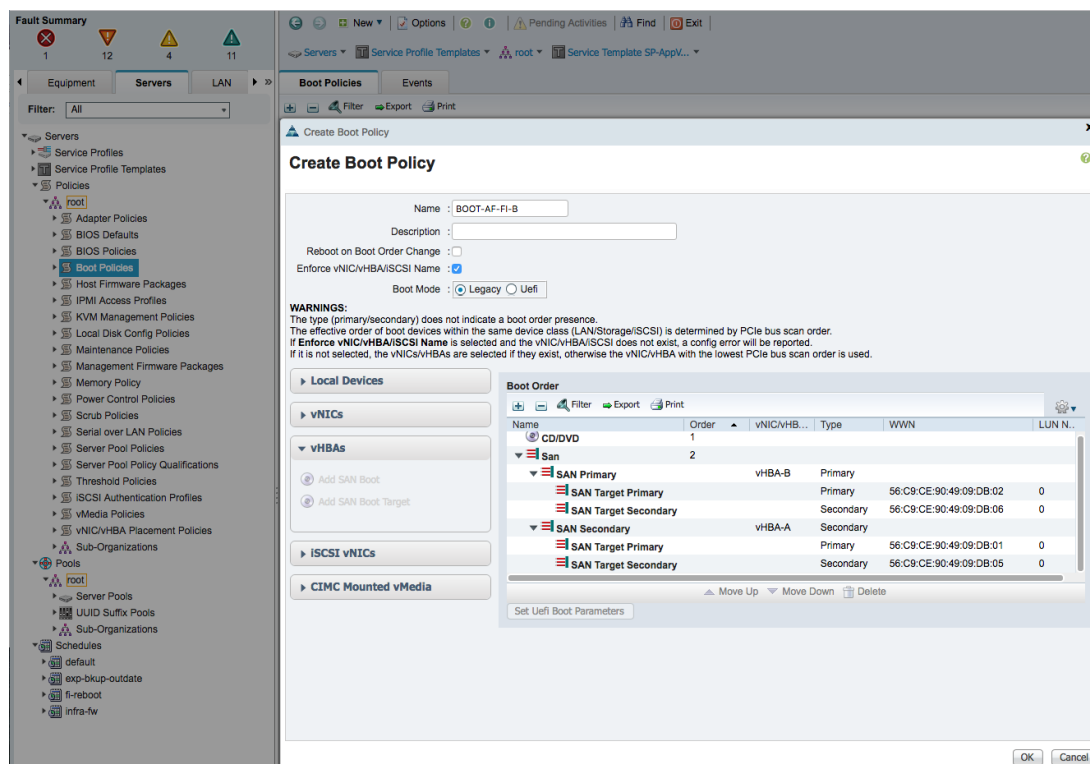 Fault Summary
1 12 4 11
New Options ? i Pending Activities Find Exit
Servers Service Profile Templates root Service Template SP-AppV...
Equipment Servers LAN
Boot Policies Events
Filter: All
Filter Export Print
Servers
Service Profiles
Service Profile Templates
Policies
root
Adapter Policies
BIOS Defaults
BIOS Policies
Boot Policies
Host Firmware Packages
IPMI Access Profiles
KVM Management Policies
Local Disk Config Policies
Maintenance Policies
Management Firmware Packages
Memory Policy
Power Control Policies
Scrub Policies
Serial over LAN Policies
Server Pool Policies
Server Pool Policy Qualifications
Threshold Policies
iSCSI Authentication Profiles
vMedia Policies
vNIC/vHBA Placement Policies
Sub-Organizations
Pools
root
Server Pools
UUID Suffix Pools
Sub-Organizations
Schedules
default
exp-bkup-outdate
fi-reboot
infra-fw
Create Boot Policy
Create Boot Policy
Name : BOOT-AF-FI-B
Description :
Reboot on Boot Order Change :
Enforce vNIC/vHBA/iSCSI Name :
Boot Mode : Legacy Uefi
WARNINGS:
The type (primary/secondary) does not indicate a boot order presence.
The effective order of boot devices within the same device class (LAN/Storage/iSCSI) is determined by PCIe bus scan order.
If Enforce vNIC/vHBA/iSCSI Name is selected and the vNIC/vHBA/iSCSI does not exist, a config error will be reported.
If it is not selected, the vNICs/vHBAs are selected if they exist, otherwise the vNIC/vHBA with the lowest PCIe bus scan order is used.
Local Devices
vNICs
vHBAs
Add SAN Boot
Add SAN Boot Target
iSCSI vNICs
CIMC Mounted vMedia
Boot Order
Filter Export Print
Name Order vNIC/vHB... Type WWN LUN N..
CD/DVD 1
San 2
SAN Primary vHBA-B Primary
SAN Target Primary Primary 56:C9:CE:90:49:09:DB:02 0
SAN Target Secondary Secondary 56:C9:CE:90:49:09:DB:06 0
SAN Secondary vHBA-A Secondary
SAN Target Primary Primary 56:C9:CE:90:49:09:DB:01 0
SAN Target Secondary Secondary 56:C9:CE:90:49:09:DB:05 0
Move Up Move Down Delete
Set Uefi Boot Parameters
OK Cancel